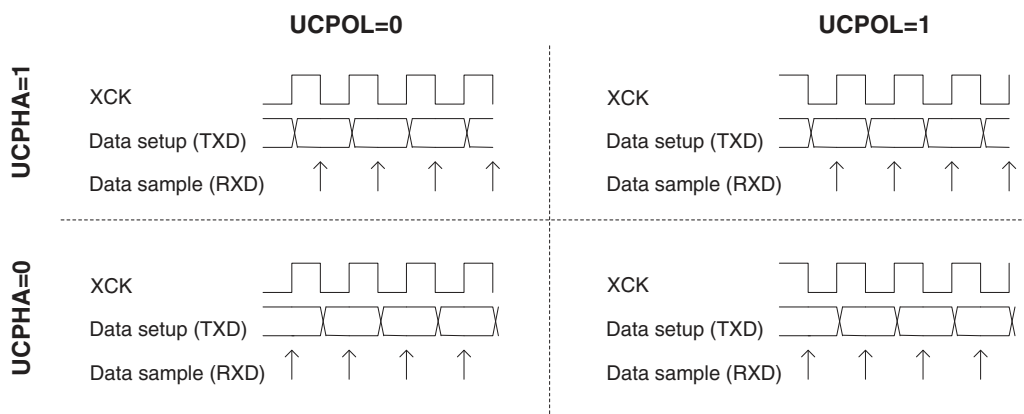 UCPOL=0
UCPOL=1
UCPHA=1
XCK
Data setup (TXD)
Data sample (RXD)
XCK
Data setup (TXD)
Data sample (RXD)
UCPHA=0
XCK
Data setup (TXD)
Data sample (RXD)
XCK
Data setup (TXD)
Data sample (RXD)